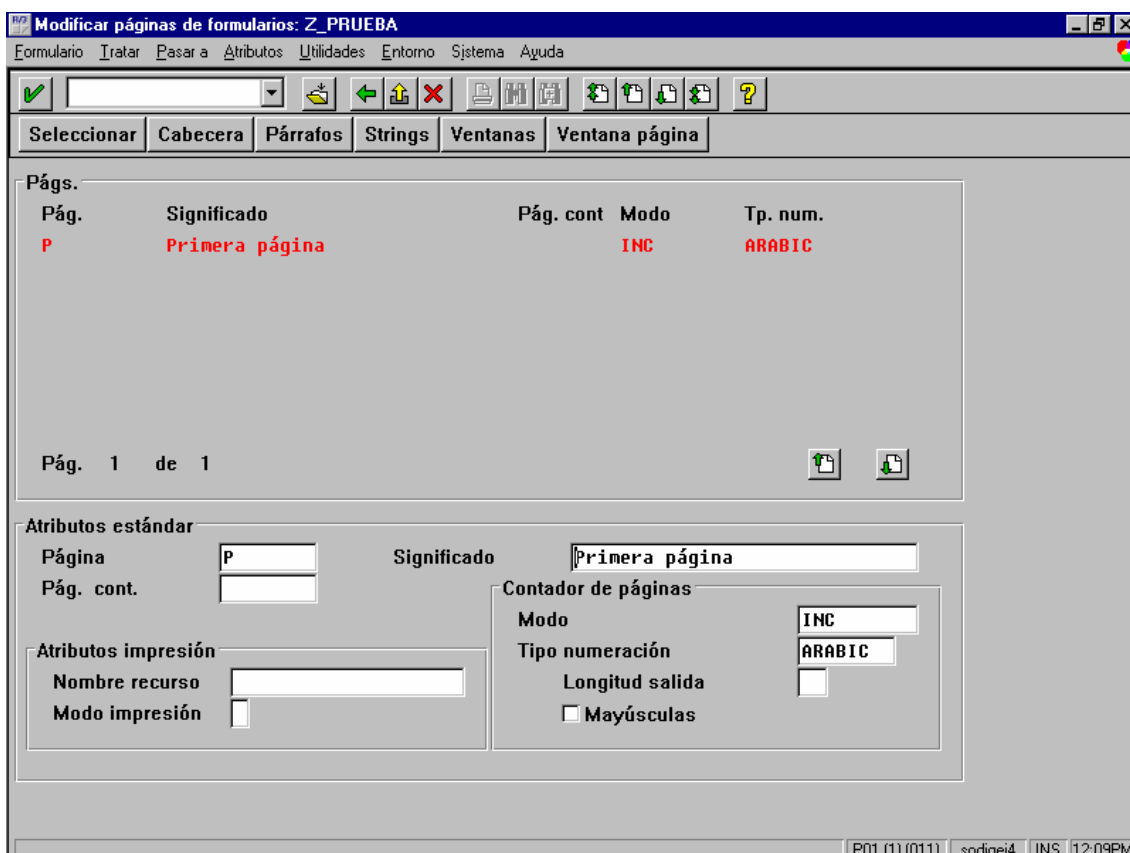 Modificar páginas de formularios: Z_PRUEBA
Formulario Tratar Pasar a Atributos Utilidades Entorno Sistema Ayuda
Seleccionar Cabecera Párrafos Strings Ventanas Ventana página
Págs.
Pág. Significado Pág. cont Modo Tp. num.
P Primera página INC ARABIC
Pág. 1 de 1
Atributos estándar
Página P Significado Primera página
Pág. cont. Contador de páginas
Modo INC
Atributos impresión Tipo numeración ARABIC
Nombre recurso Longitud salida
Modo impresión Mayúsculas
P01 (1) (011) sodigei4 INS 12:09PM